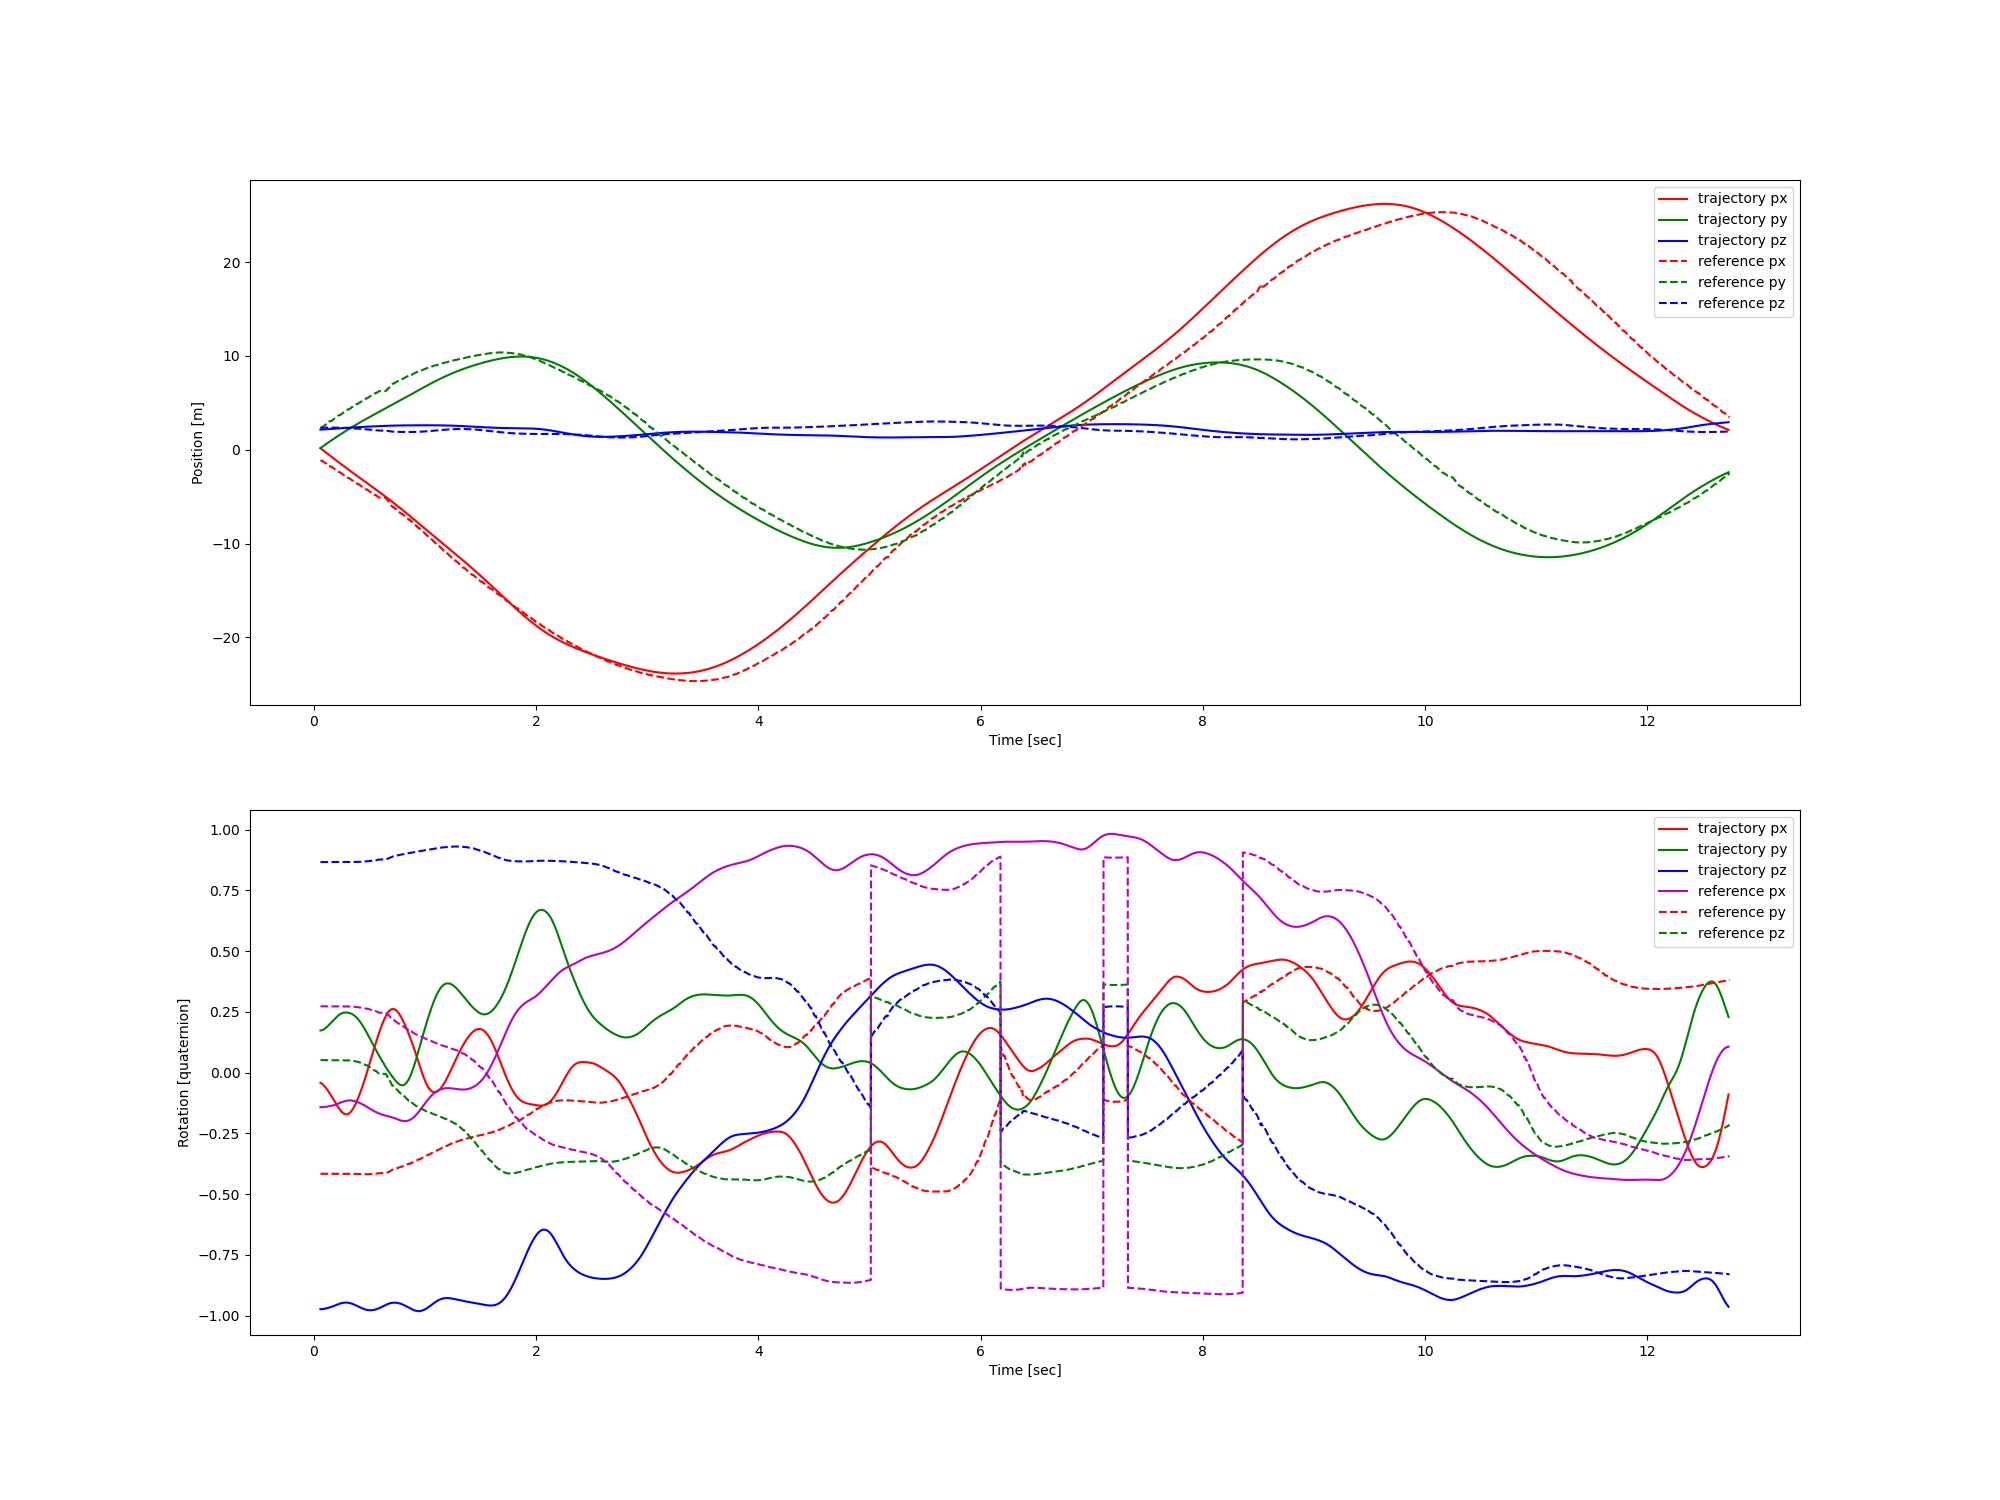 trajectory px
trajectory py
trajectory pz
reference px
reference py
reference pz
Position [m]
20
10
0
−10
−20
0 2 4 6 8 10 12
Time [sec]
trajectory px
trajectory py
trajectory pz
reference px
reference py
reference pz
Rotation [quaternion]
1.00
0.75
0.50
0.25
0.00
−0.25
−0.50
−0.75
−1.00
0 2 4 6 8 10 12
Time [sec]